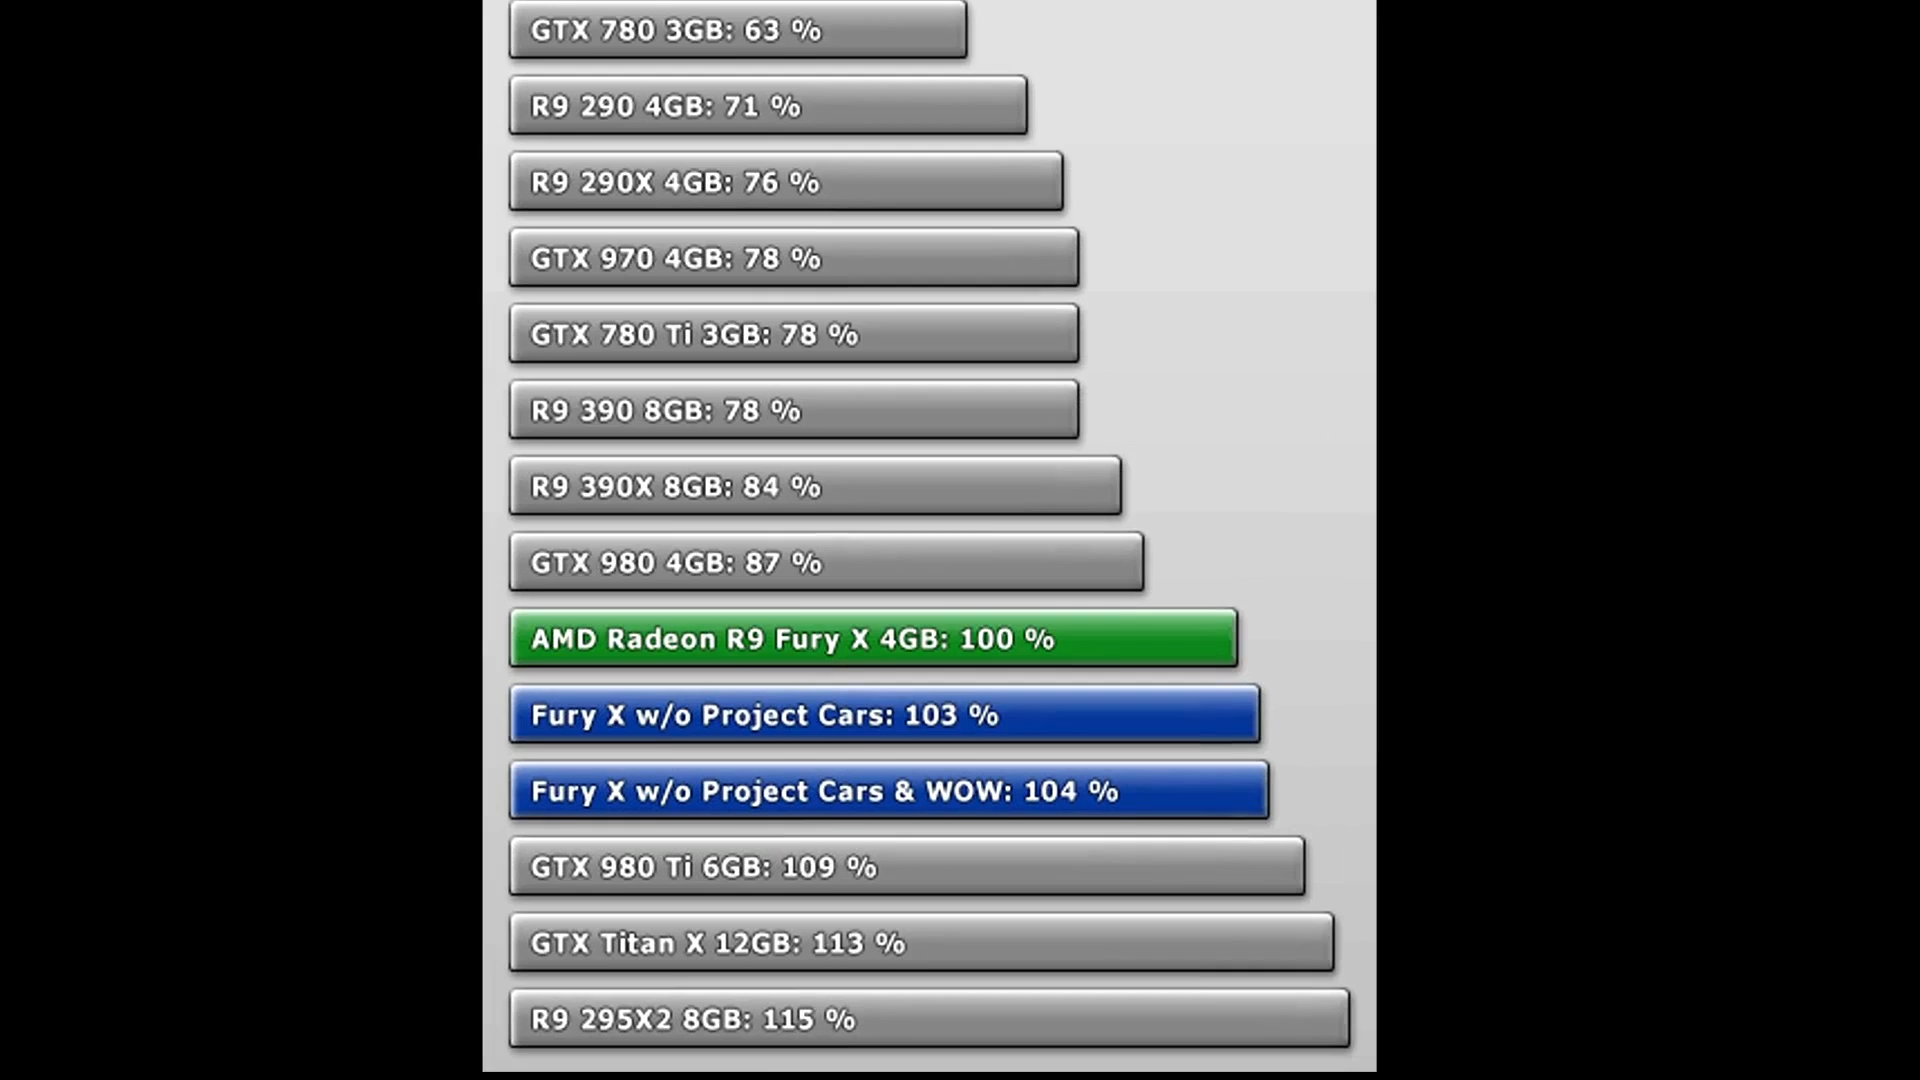 GTX 780 3GB: 63 %
R9 290 4GB: 71 %
R9 290X 4GB: 76 %
GTX 970 4GB: 78 %
GTX 780 Ti 3GB: 78 %
R9 390 8GB: 78 %
R9 390X 8GB: 84 %
GTX 980 4GB: 87 %
AMD Radeon R9 Fury X 4GB: 100 %
Fury X w/o Project Cars: 103 %
Fury X w/o Project Cars & WOW: 104 %
GTX 980 Ti 6GB: 109 %
GTX Titan X 12GB: 113 %
R9 295X2 8GB: 115 %